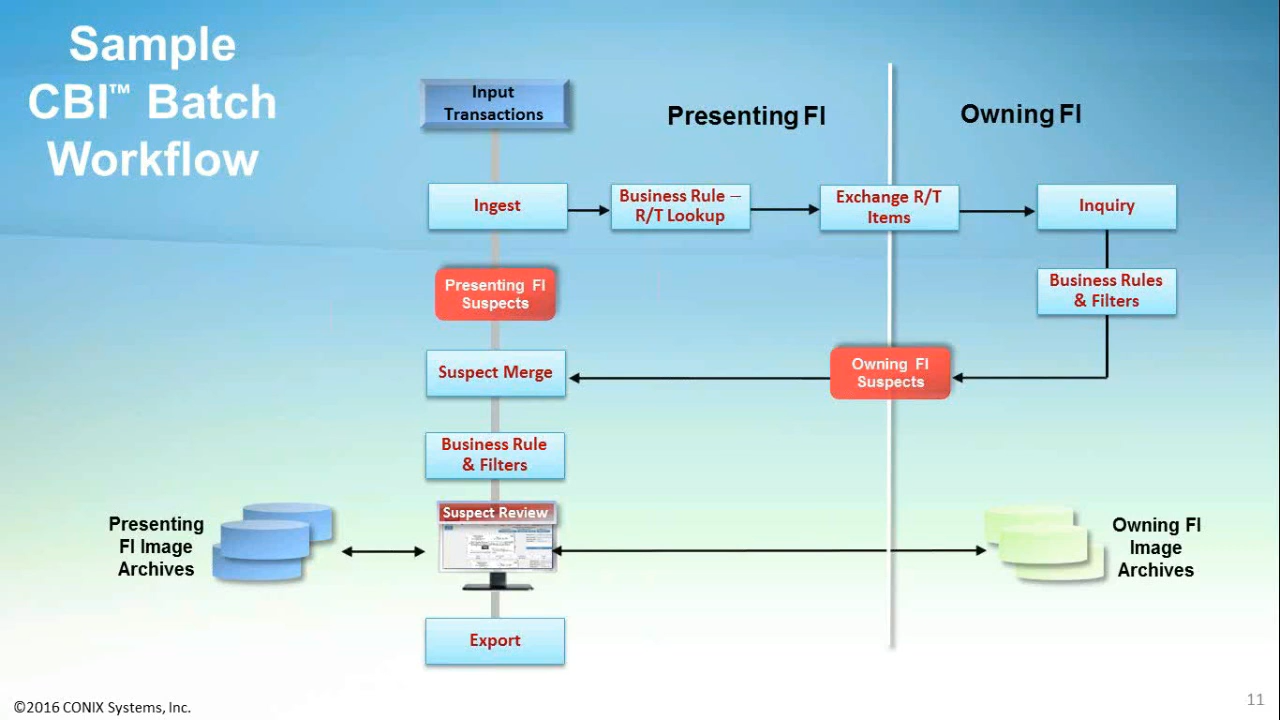 Sample
CBI™ Batch
Workflow
Input
Transactions
Presenting FI
Owning FI
Ingest
Business Rule –
R/T Lookup
Exchange R/T
Items
Inquiry
Presenting FI
Suspects
Business Rules
& Filters
Suspect Merge
Owning FI
Suspects
Business Rule
& Filters
Suspect Review
Presenting
FI Image
Archives
Owning FI
Image
Archives
Export
©2016 CONIX Systems, Inc.
11